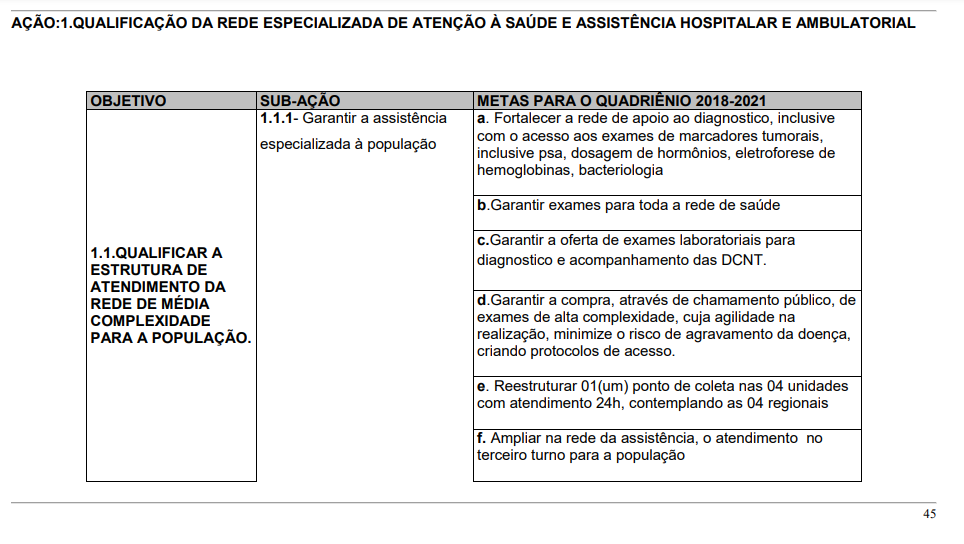 AÇÃO:1.QUALIFICAÇÃO DA REDE ESPECIALIZADA DE ATENÇÃO À SAÚDE E ASSISTÊNCIA HOSPITALAR E AMBULATORIAL
OBJETIVO
SUB-AÇÃO
METAS PARA O QUADRIÊNIO 2018-2021
1.1.QUALIFICAR A
ESTRUTURA DE
ATENDIMENTO DA
REDE DE MÉDIA
COMPLEXIDADE
PARA A POPULAÇÃO.
1.1.1- Garantir a assistência
especializada à população
a. Fortalecer a rede de apoio ao diagnostico, inclusive
com o acesso aos exames de marcadores tumorais,
inclusive psa, dosagem de hormônios, eletroforese de
hemoglobinas, bacteriologia
b.Garantir exames para toda a rede de saúde
c.Garantir a oferta de exames laboratoriais para
diagnostico e acompanhamento das DCNT.
d.Garantir a compra, através de chamamento público, de
exames de alta complexidade, cuja agilidade na
realização, minimize o risco de agravamento da doença,
criando protocolos de acesso.
e. Reestruturar 01(um) ponto de coleta nas 04 unidades
com atendimento 24h, contemplando as 04 regionais
f. Ampliar na rede da assistência, o atendimento no
terceiro turno para a população
45